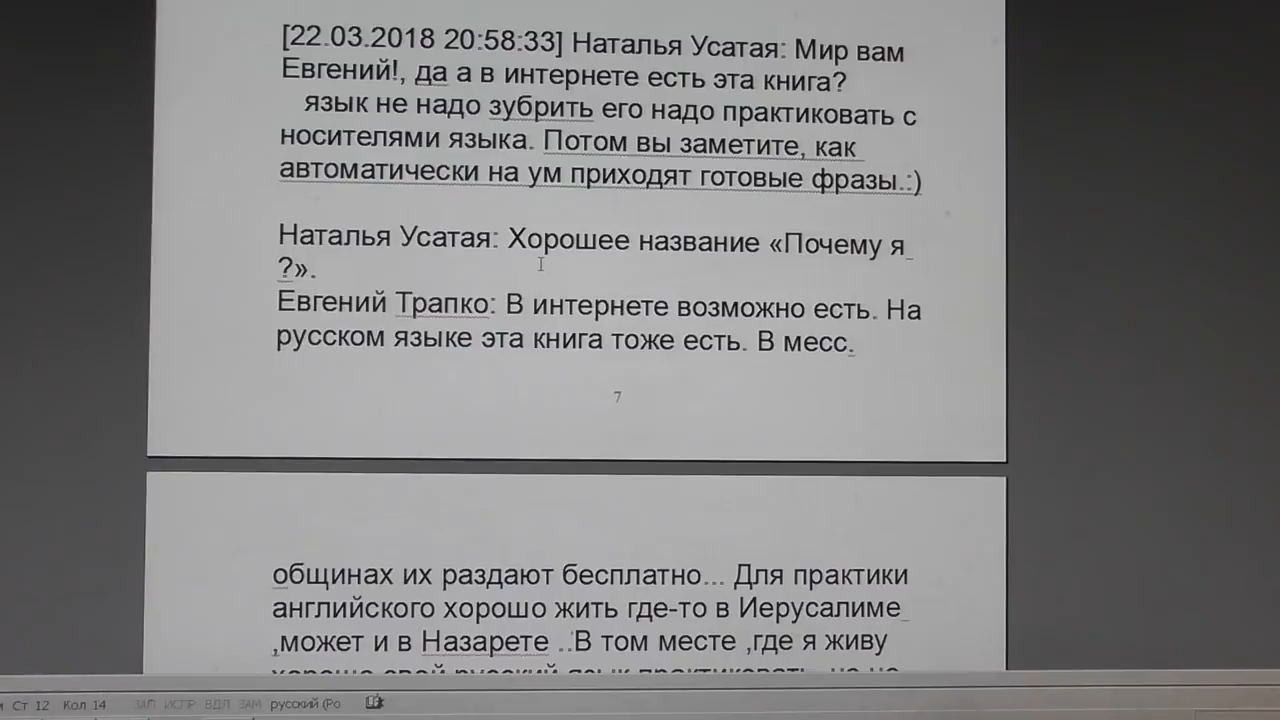 [22.03.2018 20:58:33] Наталья Усатая: Мир вам
Евгений!, да а в интернете есть эта книга?
язык не надо зубрить его надо практиковать с
носителями языка. Потом вы заметите, как
автоматически на ум приходят готовые фразы.:)
Наталья Усатая: Хорошее название «Почему я
?».
Евгений Трапко: В интернете возможно есть. На
русском языке эта книга тоже есть. В месс.
7
общинах их раздают бесплатно... Для практики
английского хорошо жить где-то в Иерусалиме
,может и в Назарете ..В том месте ,где я живу
Ст 12 Кол 14 ЗАП ИСПР ВДЛ ЗАМ русский (Ро